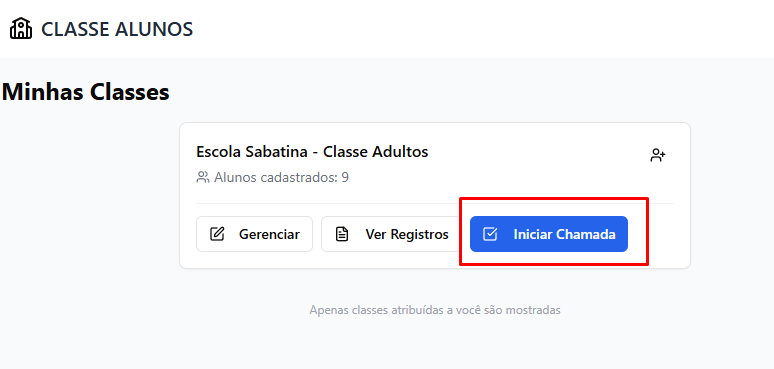 CLASSE ALUNOS
Minhas Classes
Escola Sabatina - Classe Adultos
Alunos cadastrados: 9
Gerenciar Ver Registros Iniciar Chamada
Apenas classes atribuídas a você são mostradas